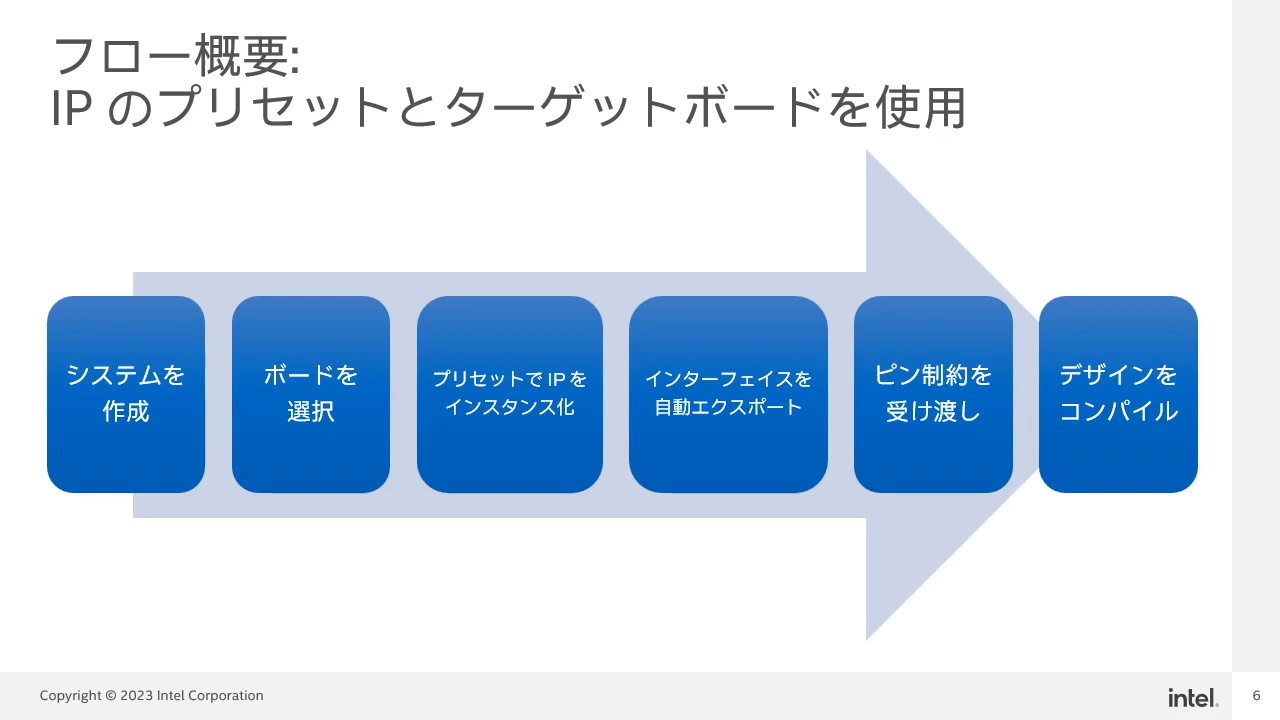 フロー概要:
IP のプリセットとターゲットボードを使用
システムを
作成
ボードを
選択
プリセットで IP を
インスタンス化
インターフェイスを
自動エクスポート
ピン制約を
受け渡し
デザインを
コンパイル
Copyright © 2023 Intel Corporation
intel.
6